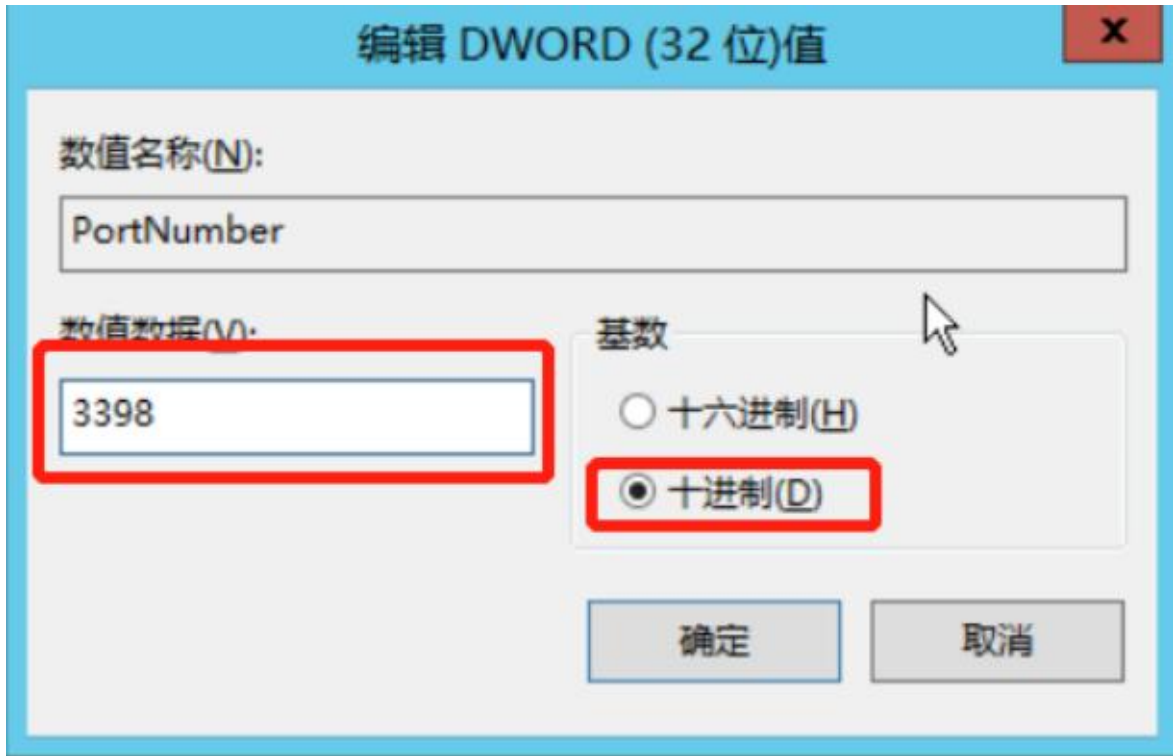 编辑 DWORD (32 位)值
x
数值名称(N):
PortNumber
数值数据(V):
3398
基数
十六进制(H)
十进制(D)
确定
取消